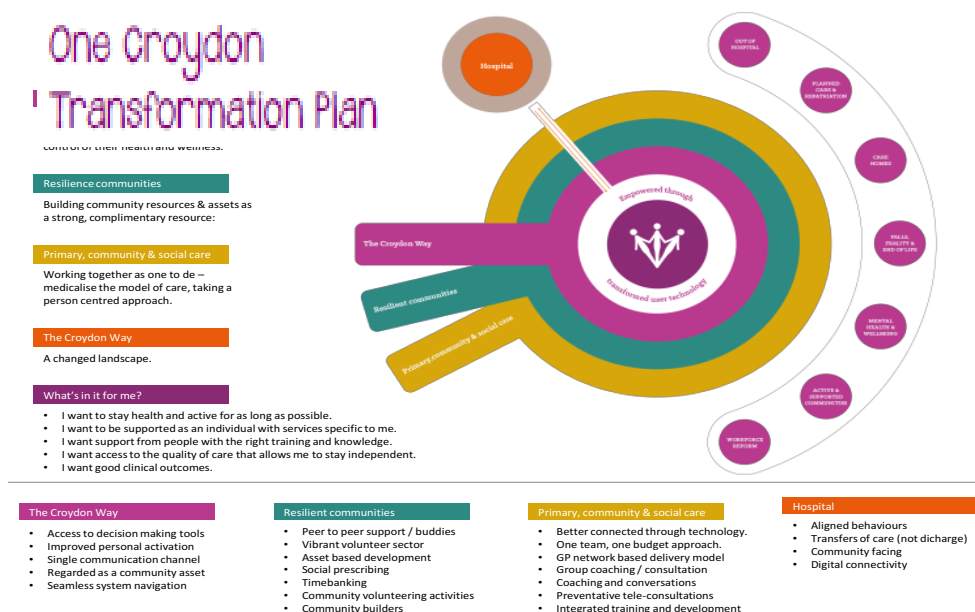 One Croydon
Transformation Plan
control of their health and wellness.
Resilience communities
Building community resources & assets as
a strong, complimentary resource:
Primary, community & social care
Working together as one to de –
medicalise the model of care, taking a
person centred approach.
The Croydon Way
A changed landscape.
What's in it for me?
• I want to stay health and active for as long as possible.
• I want to be supported as an individual with services specific to me.
• I want support from people with the right training and knowledge.
• I want access to the quality of care that allows me to stay independent.
• I want good clinical outcomes.
Hospital
The Croydon Way
Resilient communities
Primary,community & social care
Empowered through
transformed user technology
OUT OF
HOSPITAL
PLANNED
CARE &
REPATRIATION
CARE
HOMES
FALLS,
FRAILTY &
END OF LIFE
MENTAL
HEALTH &
WELLBEING
ACTIVE &
SUPPORTED
COMMUNITIES
WORKFORCE
REFORM
The Croydon Way
• Access to decision making tools
• Improved personal activation
• Single communication channel
• Regarded as a community asset
• Seamless system navigation
Resilient communities
• Peer to peer support / buddies
• Vibrant volunteer sector
• Asset based development
• Social prescribing
• Timebanking
• Community volunteering activities
• Community builders
Primary, community & social care
• Better connected through technology.
• One team, one budget approach.
• GP network based delivery model
• Group coaching / consultation
• Coaching and conversations
• Preventative tele-consultations
• Integrated training and development
Hospital
• Aligned behaviours
• Transfers of care (not dicharge)
• Community facing
• Digital connectivity